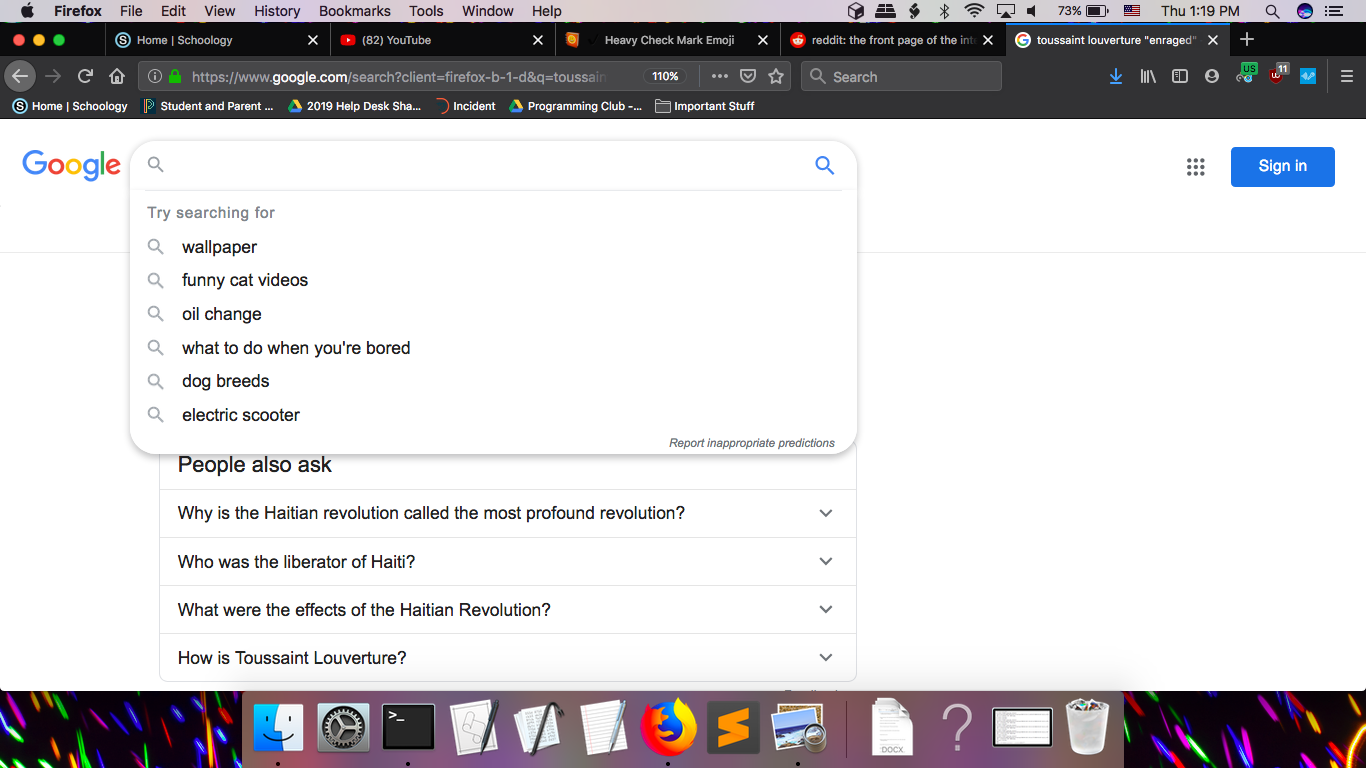 Firefox File Edit View History Bookmarks Tools Window Help 73% Thu 1:19 PM
Home | Schoology (82) YouTube Heavy Check Mark Emoji reddit: the front page of the inte toussaint louverture "enraged"
https://www.google.com/search?client=firefox-b-1-d&q=toussain 110% Search US 11
Home | Schoology Student and Parent ... 2019 Help Desk Sha... Incident Programming Club -... Important Stuff
Google Sign in
Try searching for
wallpaper
funny cat videos
oil change
what to do when you're bored
dog breeds
electric scooter
Report inappropriate predictions
People also ask
Why is the Haitian revolution called the most profound revolution?
Who was the liberator of Haiti?
What were the effects of the Haitian Revolution?
How is Toussaint Louverture?
>_ DOCX ?